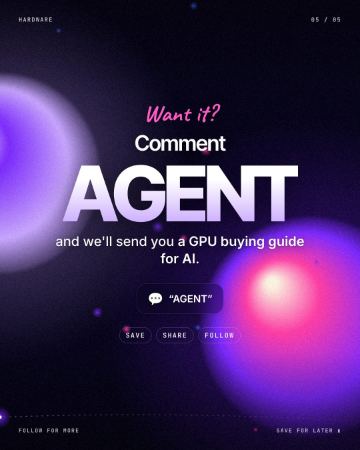 HARDWARE
05 / 05
Want it?
Comment
AGENT
and we'll send you a GPU buying guide
for AI.
"AGENT"
SAVE
SHARE
FOLLOW
FOLLOW FOR MORE
SAVE FOR LATER